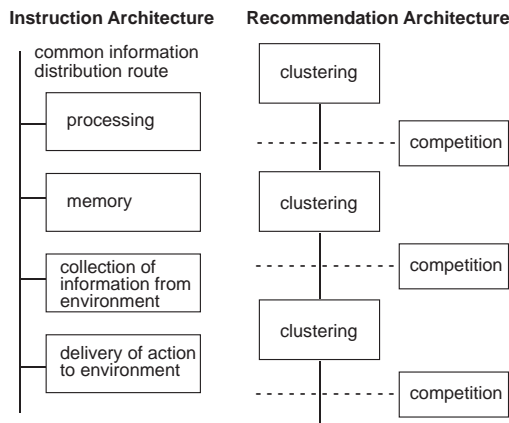 Instruction Architecture
common information
distribution route
processing
memory
collection of
information from
environment
delivery of action
to environment
Recommendation Architecture
clustering
competition
clustering
competition
clustering
competition